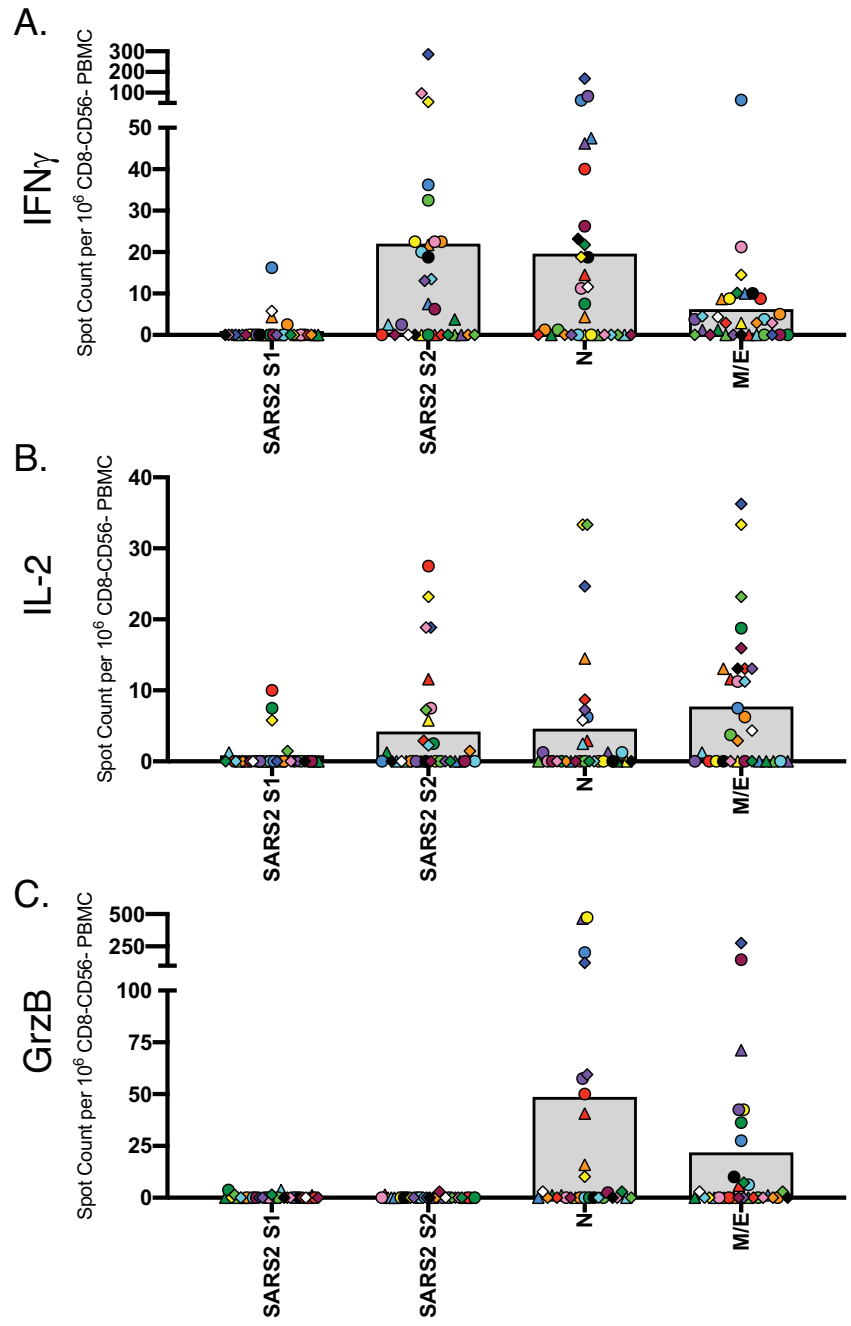 A.
IFNγ
Spot Count per 10⁶ CD8-CD56- PBMC
300
200
100
50
40
30
20
10
0
SARS2 S1
SARS2 S2
N
M/E
B.
IL-2
Spot Count per 10⁶ CD8-CD56- PBMC
40
30
20
10
0
SARS2 S1
SARS2 S2
N
M/E
C.
GrzB
Spot Count per 10⁶ CD8-CD56- PBMC
500
250
100
75
50
25
0
SARS2 S1
SARS2 S2
N
M/E